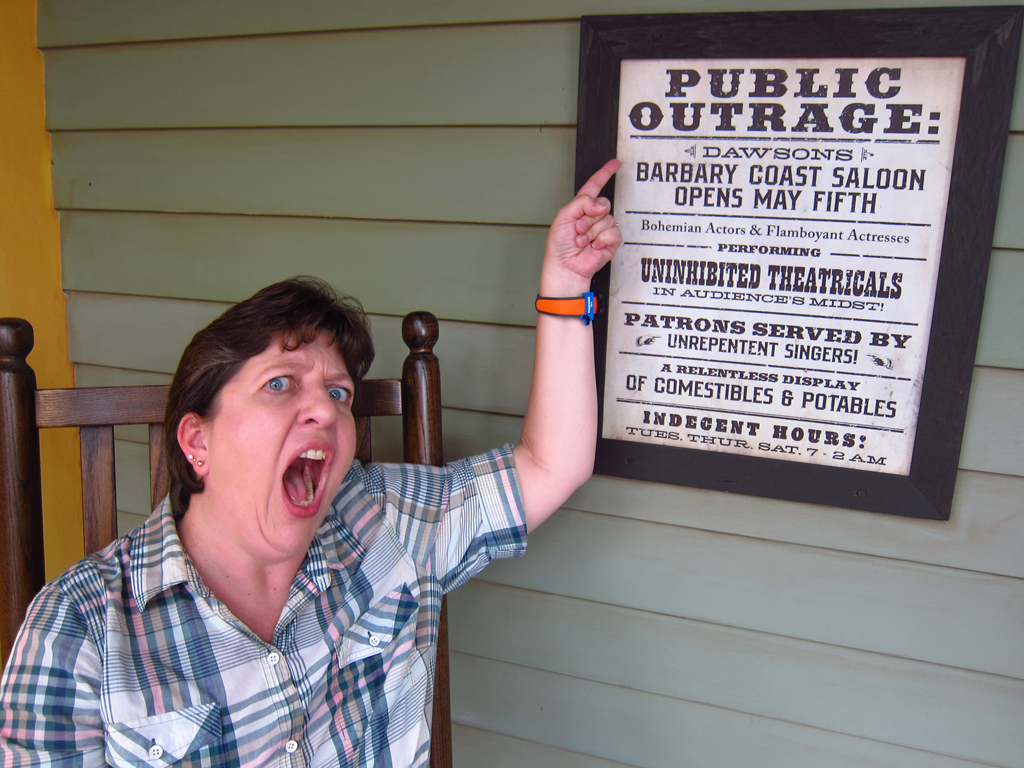 PUBLIC
OUTRAGE:
DAWSONS
BARBARY COAST SALOON
OPENS MAY FIFTH
Bohemian Actors & Flamboyant Actresses
PERFORMING
UNINHIBITED THEATRICALS
IN AUDIENCE'S MIDST!
PATRONS SERVED BY
UNREPENTENT SINGERS!
A RELENTLESS DISPLAY
OF COMESTIBLES & POTABLES
INDECENT HOURS:
TUES. THUR. SAT. 7 - 2 AM